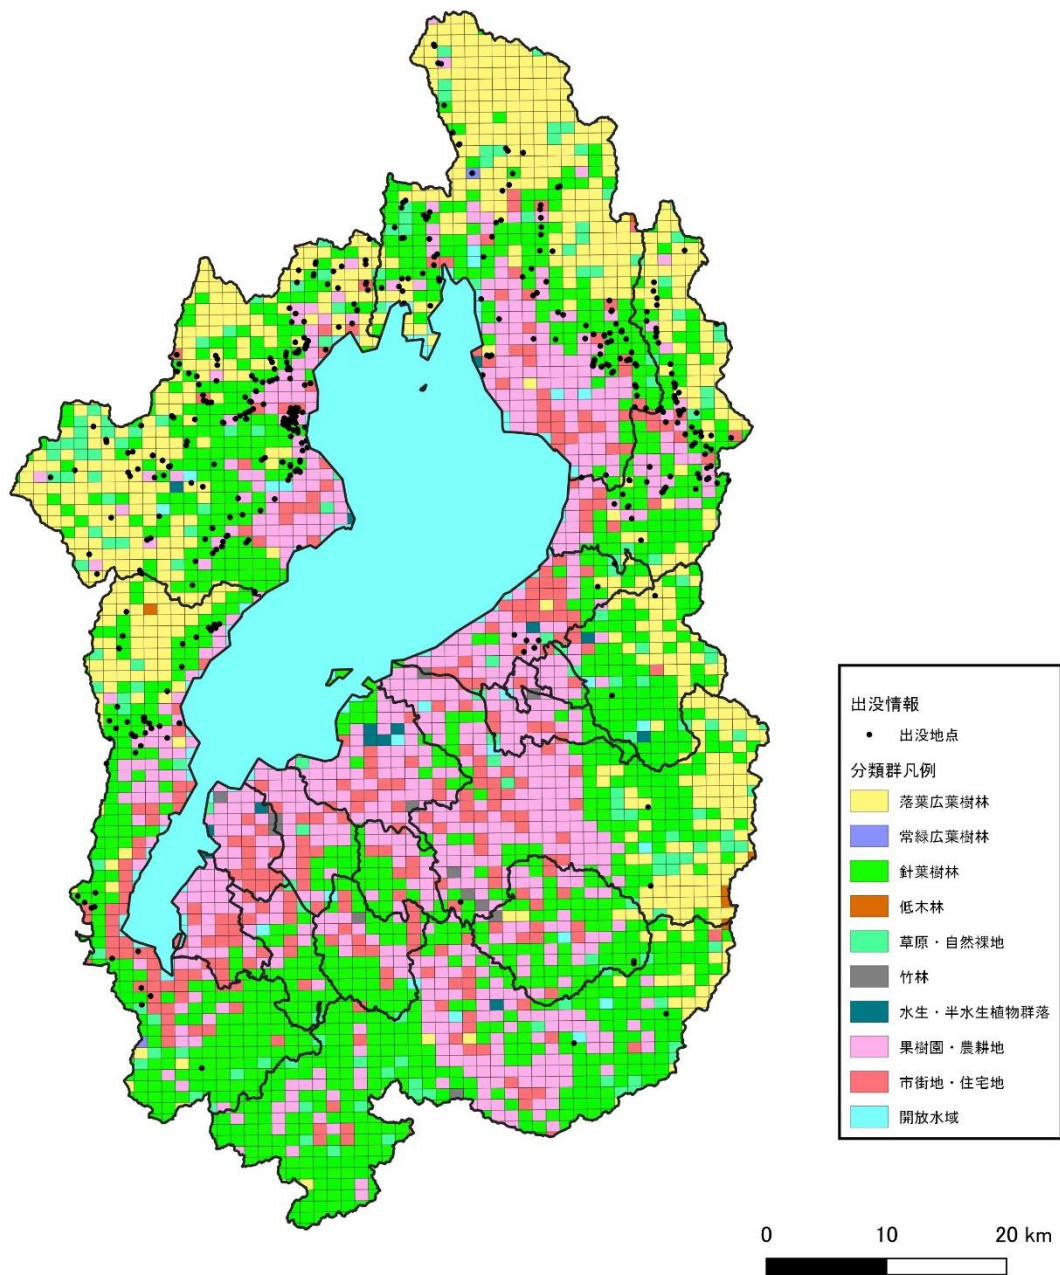 出没情報
出没地点
分類群凡例
落葉広葉樹林
常緑広葉樹林
針葉樹林
低木林
草原・自然裸地
竹林
水生・半水生植物群落
果樹園・農耕地
市街地・住宅地
開放水域
0 10 20 km